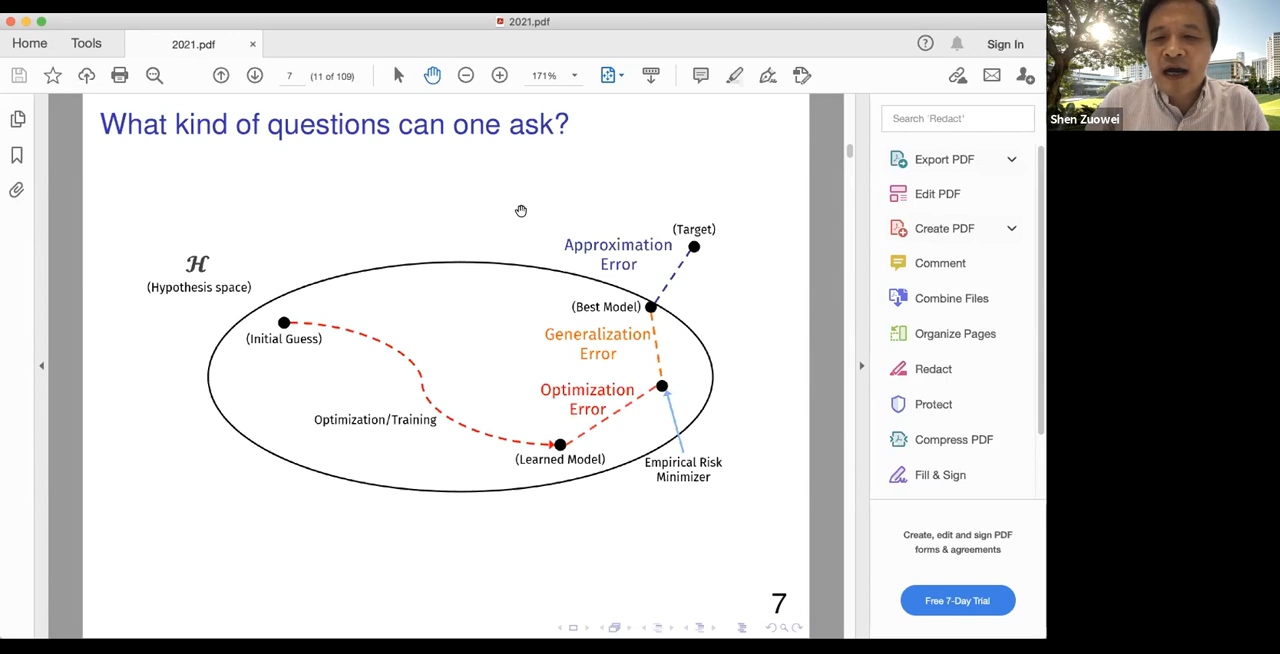 2021.pdf
Home
Tools
2021.pdf
×
Sign In
7
(11 of 109)
171%
Shen Zuowei
What kind of questions can one ask?
(Target)
Approximation
Error
ℋ
(Hypothesis space)
(Best Model)
(Initial Guess)
Generalization
Error
Optimization
Error
Optimization/Training
(Learned Model)
Empirical Risk
Minimizer
7
Search 'Redact'
Export PDF
Edit PDF
Create PDF
Comment
Combine Files
Organize Pages
Redact
Protect
Compress PDF
Fill & Sign
Create, edit and sign PDF
forms & agreements
Free 7-Day Trial